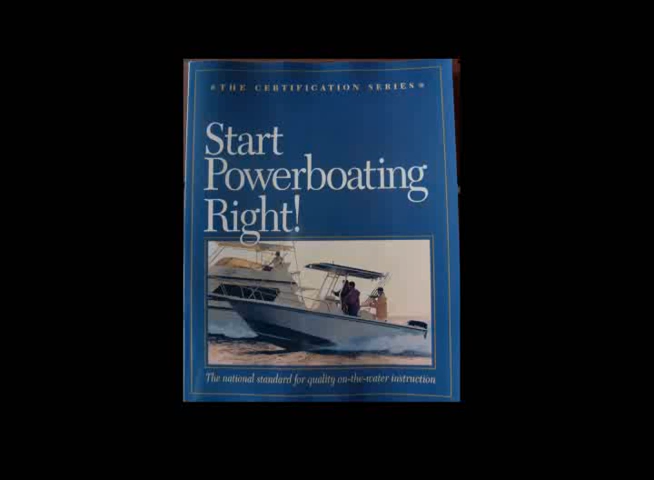 *THE CERTIFICATION SERIES*
Start
Powerboating
Right!
The national standard for quality on-the-water instruction